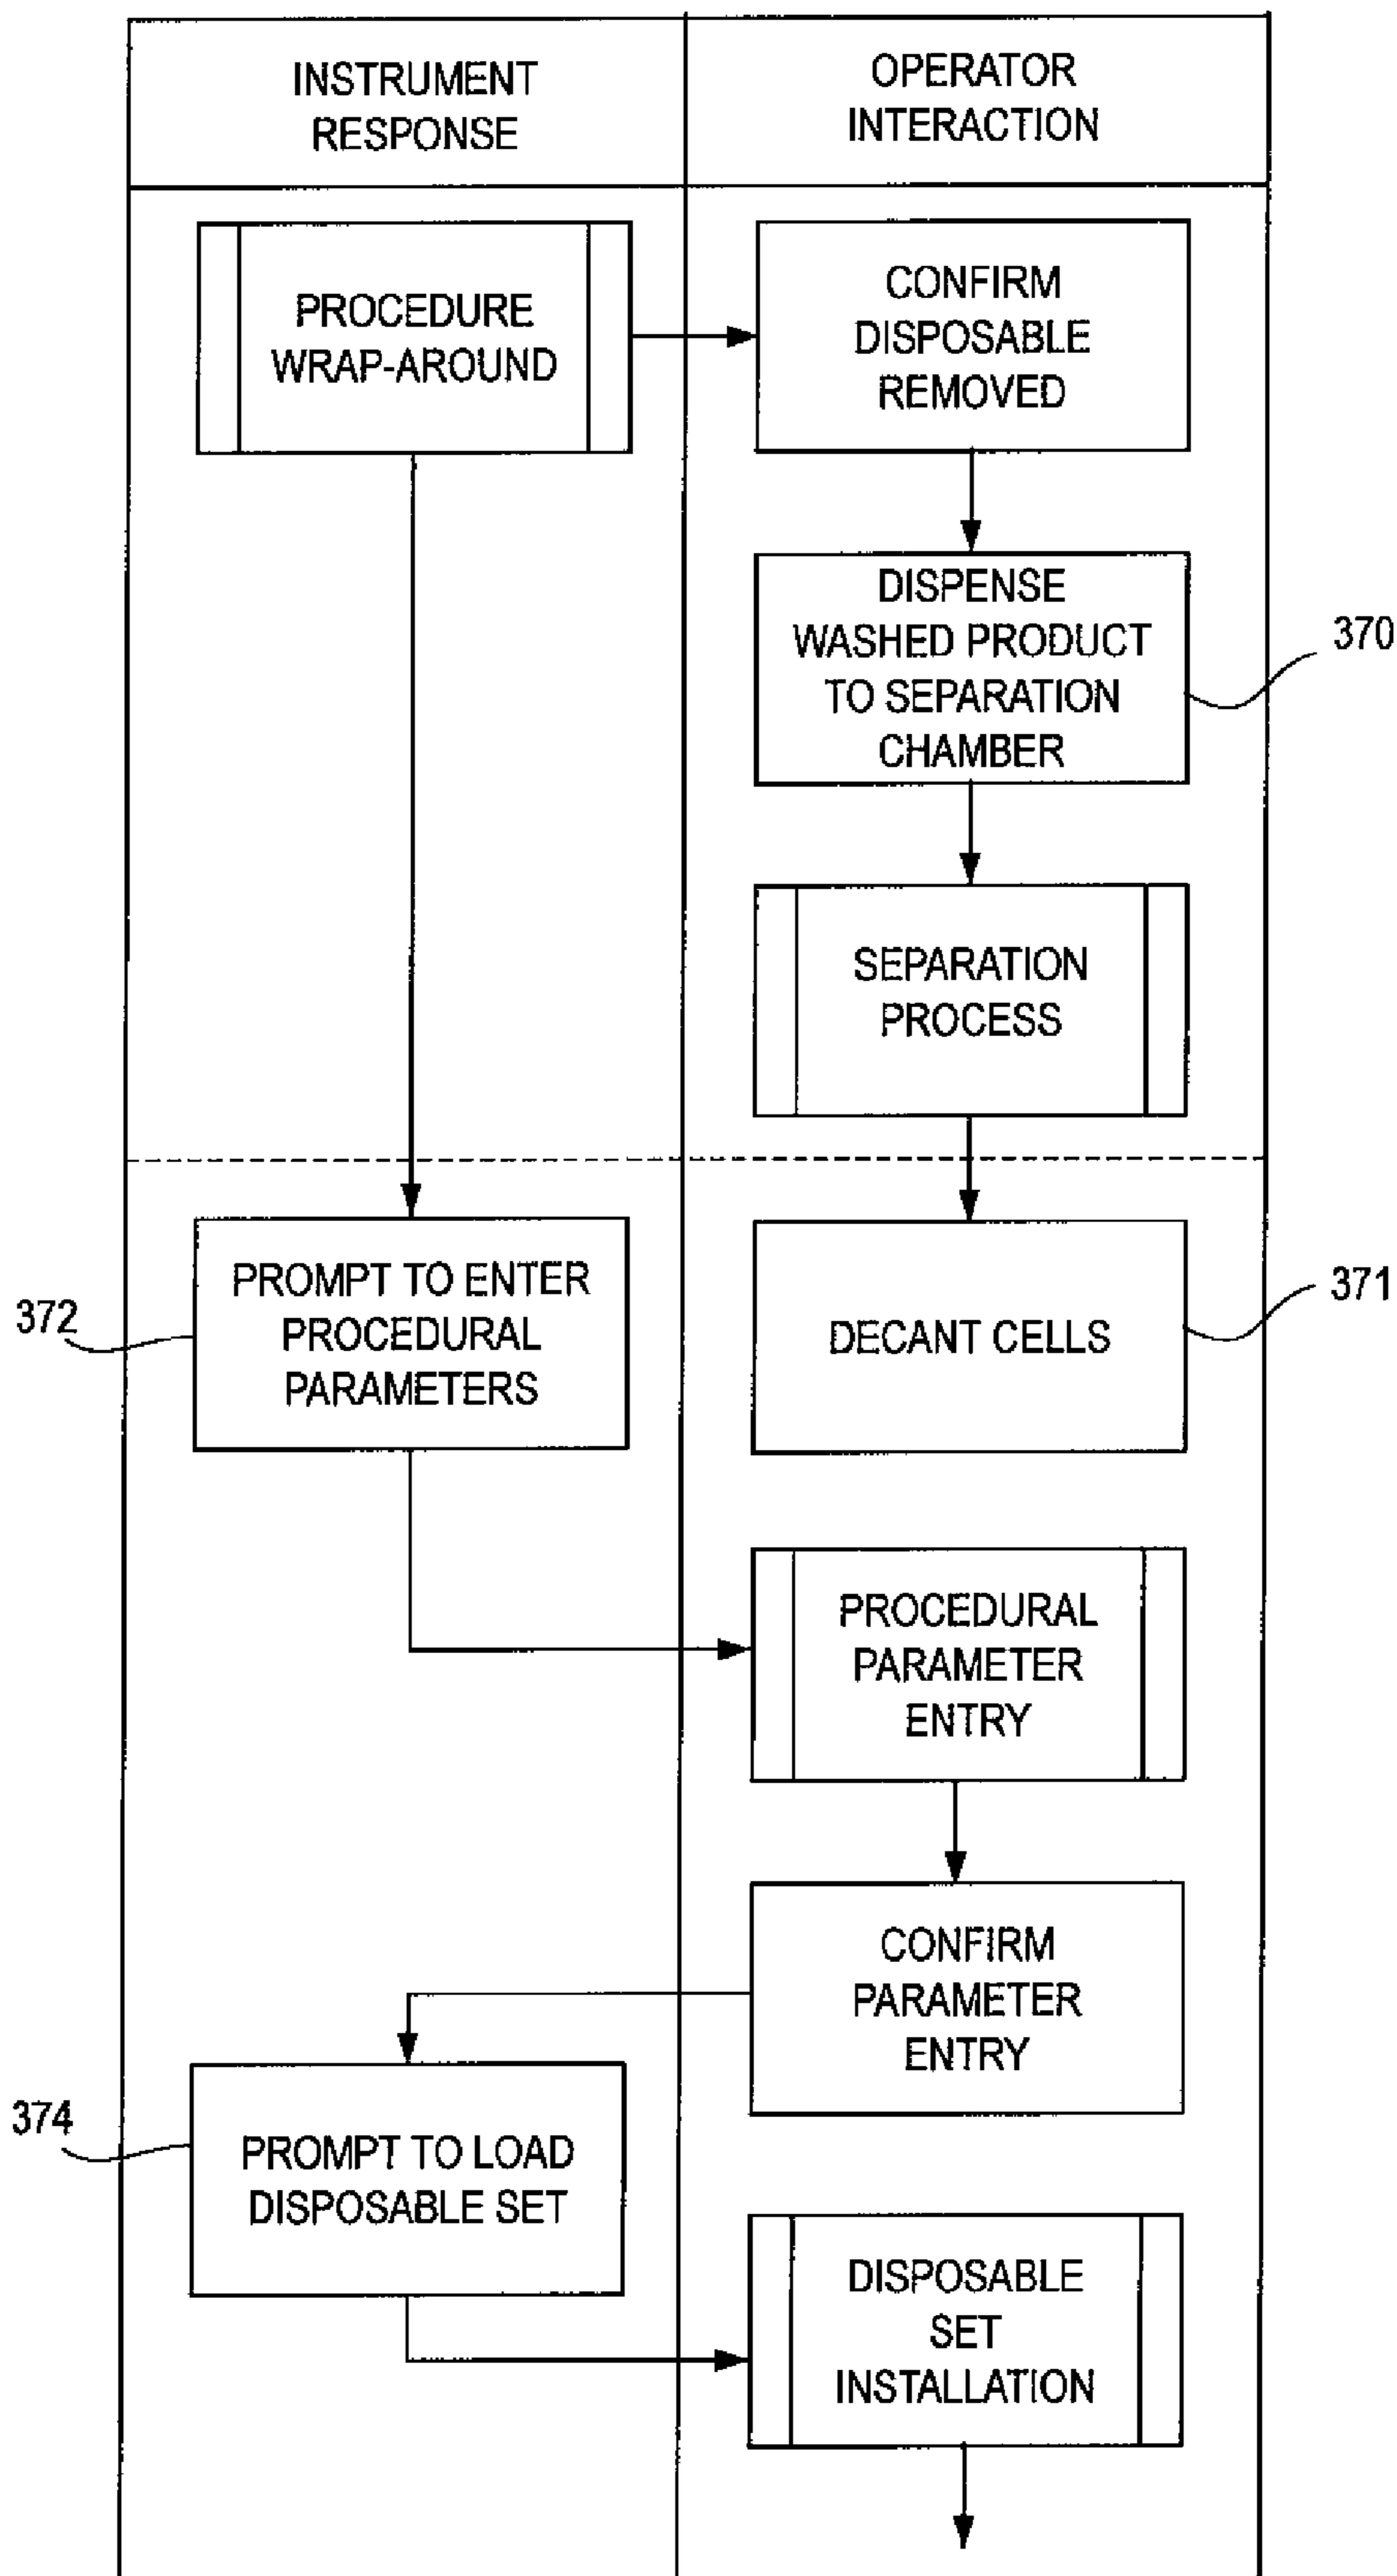 INSTRUMENT
RESPONSE
OPERATOR
INTERACTION
PROCEDURE
WRAP-AROUND
CONFIRM
DISPOSABLE
REMOVED
DISPENSE
WASHED PRODUCT
TO SEPARATION
CHAMBER
370
SEPARATION
PROCESS
PROMPT TO ENTER
PROCEDURAL
PARAMETERS
372
DECANT CELLS
371
PROCEDURAL
PARAMETER
ENTRY
CONFIRM
PARAMETER
ENTRY
374
PROMPT TO LOAD
DISPOSABLE SET
DISPOSABLE
SET
INSTALLATION